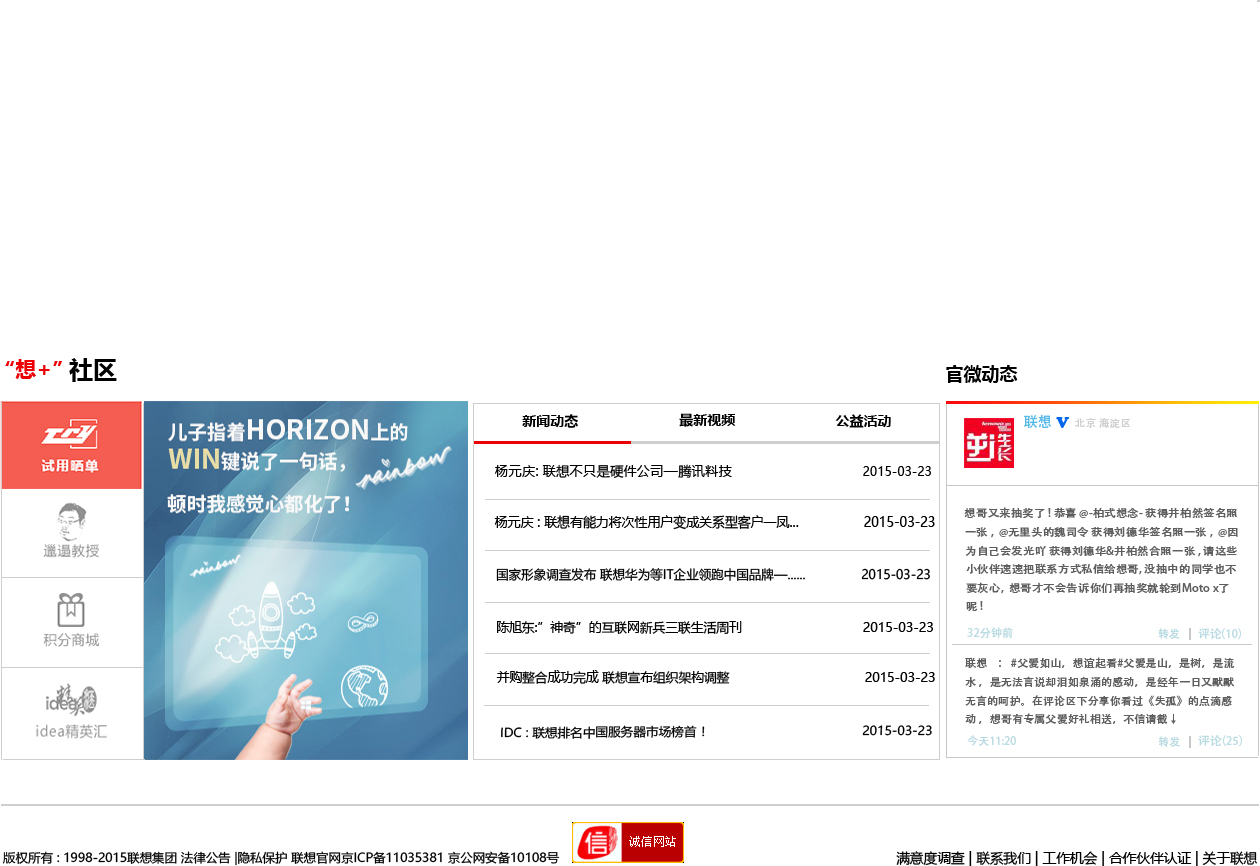 “想+” 社区
官微动态
try
试用晒单
邋遢教授
积分商城
idea精英汇
idea精英汇
儿子指着HORIZON上的
WIN键说了一句话，
rainbow
顿时我感觉心都化了！
rainbow
新闻动态 最新视频 公益活动
杨元庆: 联想不只是硬件公司—腾讯科技 2015-03-23
杨元庆 : 联想有能力将次性用户变成关系型客户—凤... 2015-03-23
国家形象调查发布 联想华为等IT企业领跑中国品牌—...... 2015-03-23
陈旭东:”神奇”的互联网新兵三联生活周刊 2015-03-23
并购整合成功完成 联想宣布组织架构调整 2015-03-23
IDC : 联想排名中国服务器市场榜首！ 2015-03-23
逆生长
联想 V 北京 海淀区
想哥又来抽奖了 ! 恭喜 @-柏式想念- 获得井柏然签名照
一张 , @无里头的魏司令 获得刘德华签名照一张 , @因
为自己会发光吖 获得刘德华&井柏然合照一张 , 请这些
小伙伴速速把联系方式私信给想哥, 没抽中的同学也不
要灰心, 想哥才不会告诉你们再抽奖就轮到Moto x了
呢 !
32分钟前 转发 | 评论(10)
联想 ： #父爱如山，想谊起看#父爱是山，是树，是流
水，是无法言说却泪如泉涌的感动，是经年一日又默默
无言的呵护。在评论区下分享你看过《失孤》的点滴感
动，想哥有专属父爱好礼相送，不信请戳↓
今天11:20 转发 | 评论(25)
版权所有 : 1998-2015联想集团 法律公告 |隐私保护 联想官网京ICP备11035381 京公网安备10108号
信 诚信网站
满意度调查 | 联系我们 | 工作机会 | 合作伙伴认证 | 关于联想